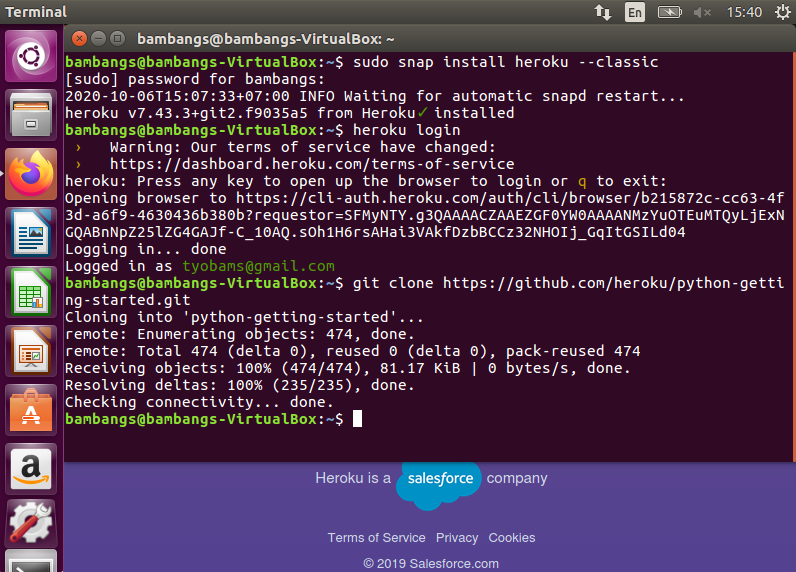 Terminal
En
15:40
bambangs@bambangs-VirtualBox: ~
bambangs@bambangs-VirtualBox:~$ sudo snap install heroku --classic
[sudo] password for bambangs:
2020-10-06T15:07:33+07:00 INFO Waiting for automatic snapd restart...
heroku v7.43.3+git2.f9035a5 from Heroku✓ installed
bambangs@bambangs-VirtualBox:~$ heroku login
› Warning: Our terms of service have changed:
› https://dashboard.heroku.com/terms-of-service
heroku: Press any key to open up the browser to login or q to exit:
Opening browser to https://cli-auth.heroku.com/auth/cli/browser/b215872c-cc63-4f
3d-a6f9-4630436b380b?requestor=SFMyNTY.g3QAAAACZAAEZGF0YW0AAAANMzYuOTEuMTQyLjExN
GQABnNpZ25lZG4GAJf-C_10AQ.sOh1H6rsAHai3VAkfDzbBCCz32NHOIj_GqItGSILd04
Logging in... done
Logged in as tyobams@gmail.com
bambangs@bambangs-VirtualBox:~$ git clone https://github.com/heroku/python-getti
ng-started.git
Cloning into 'python-getting-started'...
remote: Enumerating objects: 474, done.
remote: Total 474 (delta 0), reused 0 (delta 0), pack-reused 474
Receiving objects: 100% (474/474), 81.17 KiB | 0 bytes/s, done.
Resolving deltas: 100% (235/235), done.
Checking connectivity... done.
bambangs@bambangs-VirtualBox:~$
Heroku is a salesforce company
Terms of Service Privacy Cookies
© 2019 Salesforce.com